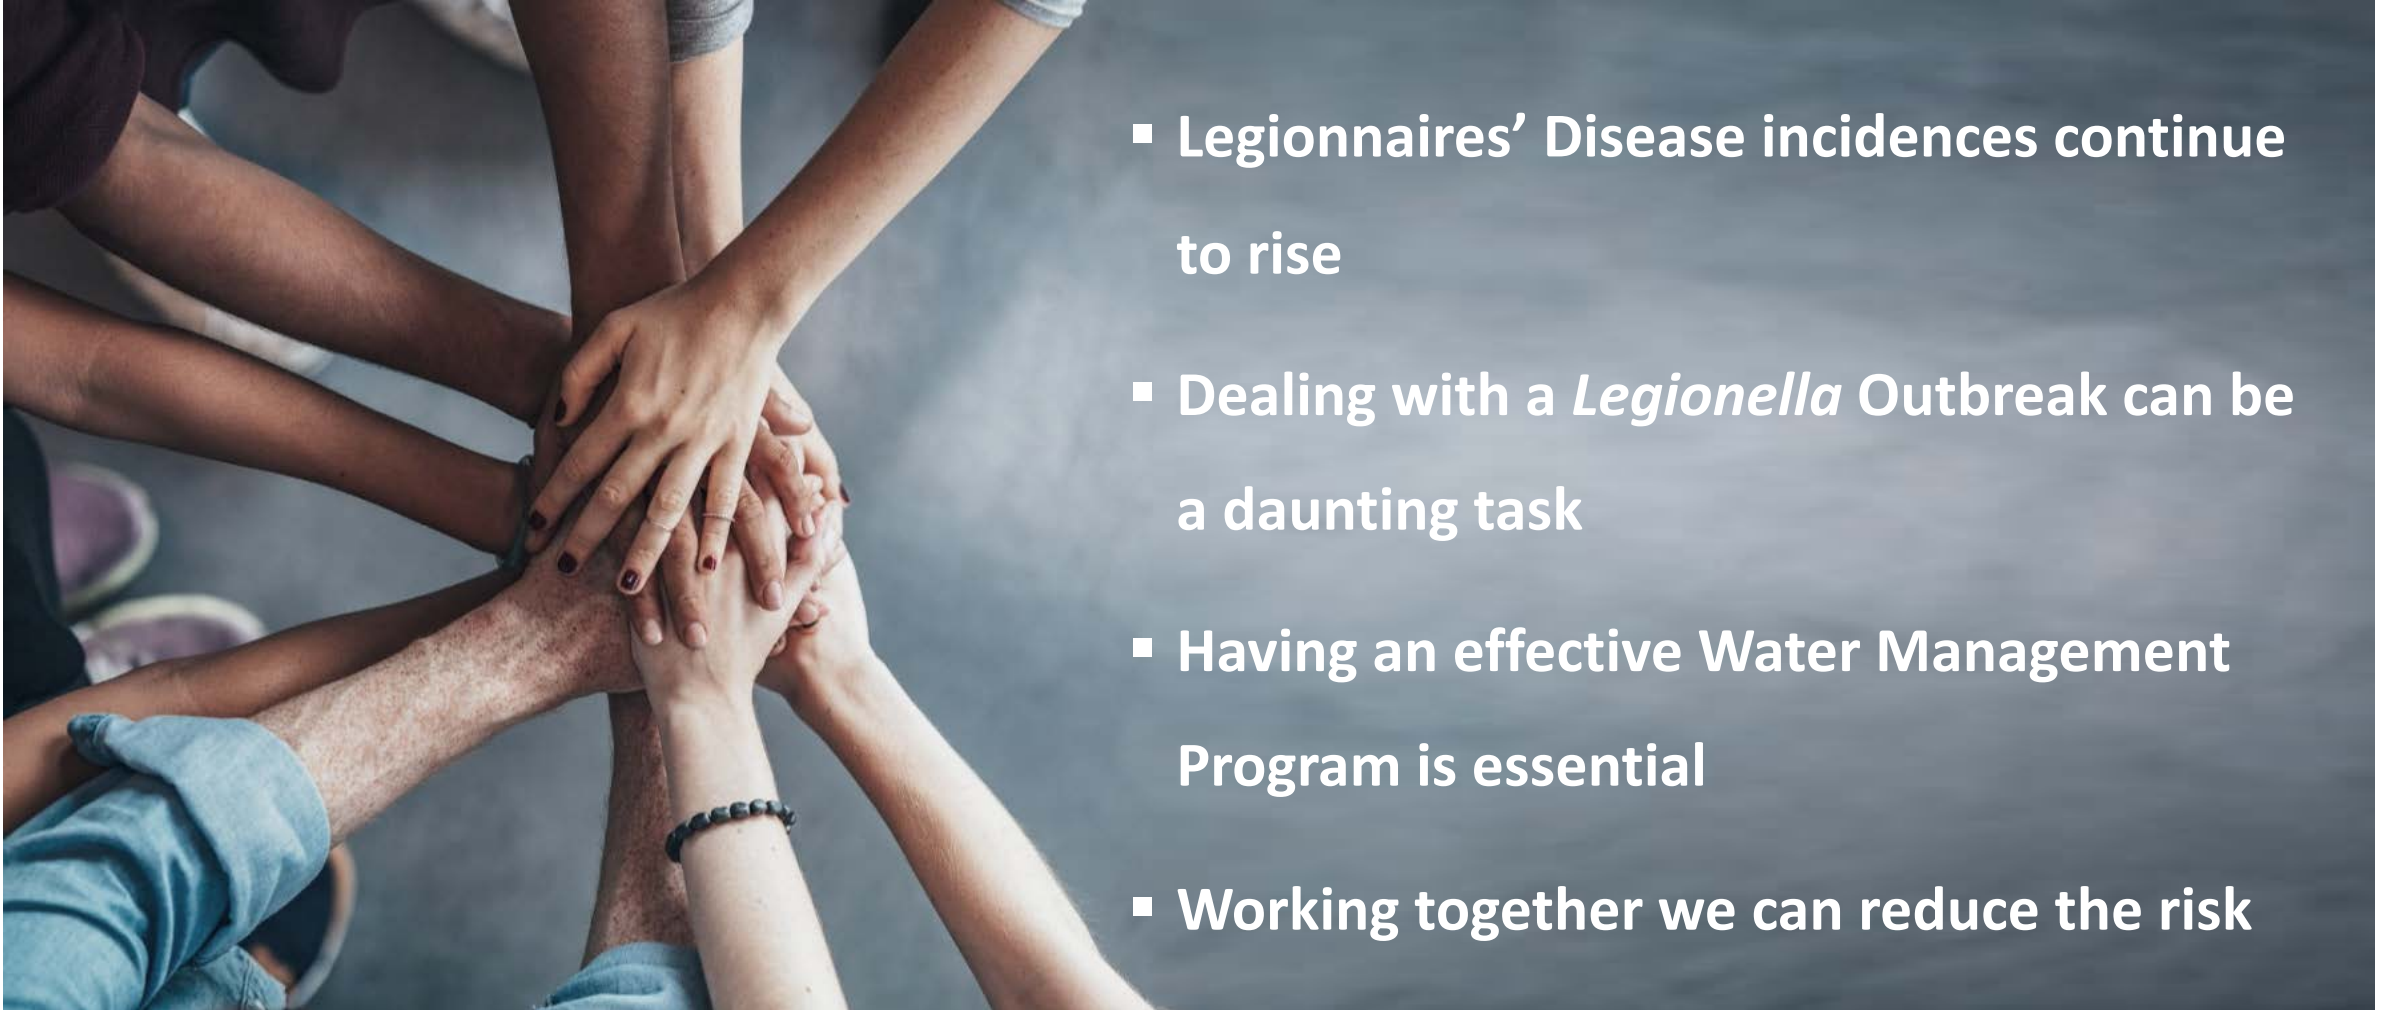 ▪ Legionnaires’ Disease incidences continue
to rise
▪ Dealing with a Legionella Outbreak can be
a daunting task
▪ Having an effective Water Management
Program is essential
▪ Working together we can reduce the risk